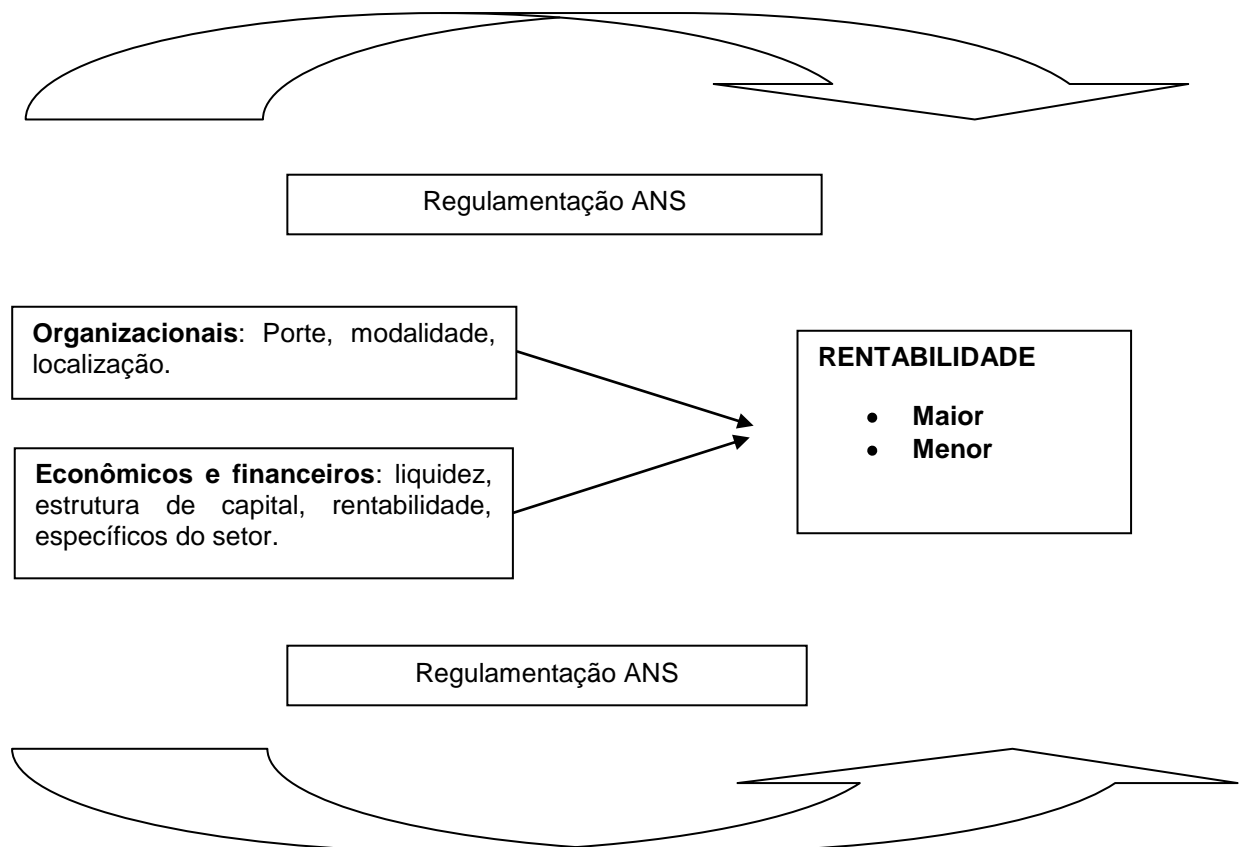 Regulamentação ANS
Organizacionais: Porte, modalidade,
localização.
RENTABILIDADE
• Maior
• Menor
Econômicos e financeiros: liquidez,
estrutura de capital, rentabilidade,
específicos do setor.
Regulamentação ANS